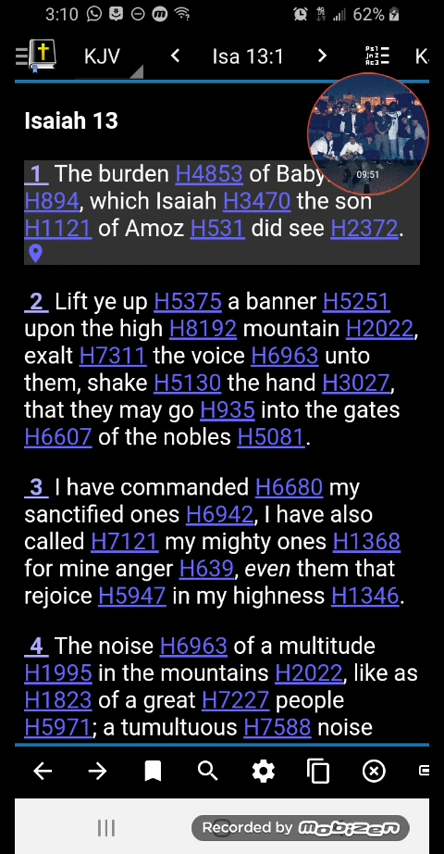 3:10 62%
KJV < Isa 13:1 > Ps1 Jn2 Ac3 K
Isaiah 13
09:51
1 The burden H4853 of Baby
H894, which Isaiah H3470 the son
H1121 of Amoz H531 did see H2372.
2 Lift ye up H5375 a banner H5251
upon the high H8192 mountain H2022,
exalt H7311 the voice H6963 unto
them, shake H5130 the hand H3027,
that they may go H935 into the gates
H6607 of the nobles H5081.
3 I have commanded H6680 my
sanctified ones H6942, I have also
called H7121 my mighty ones H1368
for mine anger H639, even them that
rejoice H5947 in my highness H1346.
4 The noise H6963 of a multitude
H1995 in the mountains H2022, like as
H1823 of a great H7227 people
H5971; a tumultuous H7588 noise
Recorded by Mobizen